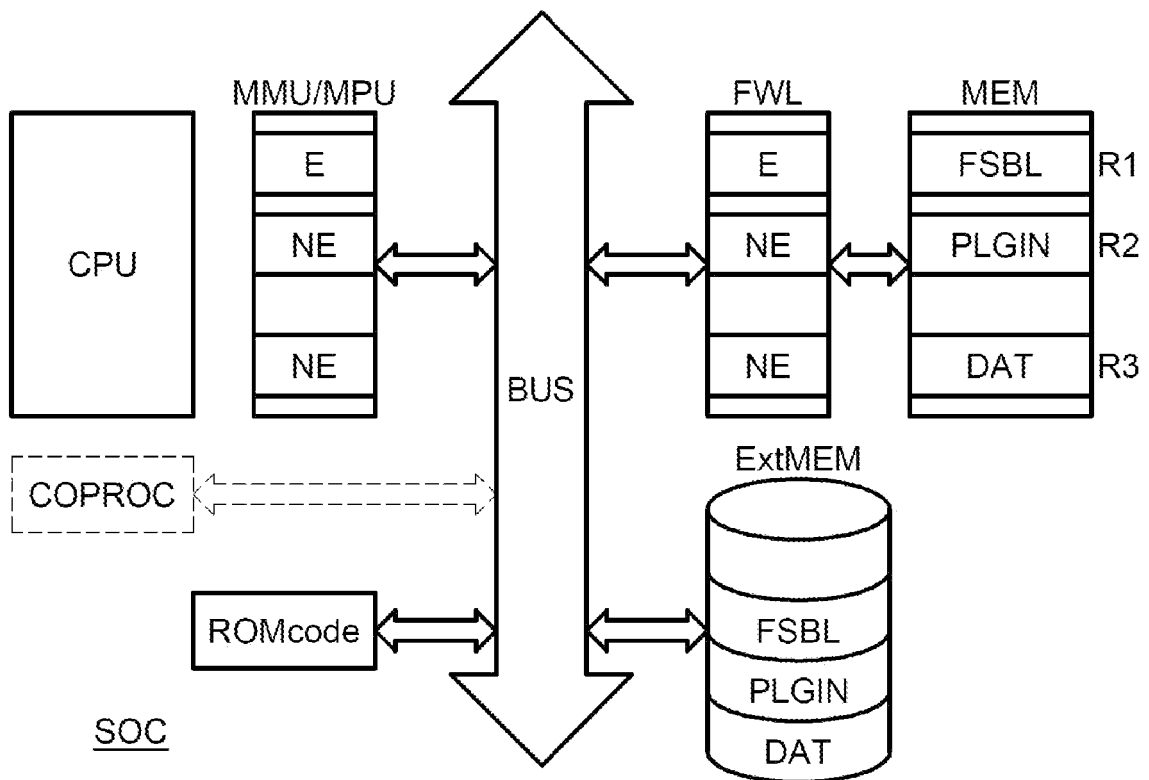 MMU/MPU
FWL
MEM
E
E
FSBL
R1
CPU
NE
NE
PLGIN
R2
NE
BUS
NE
DAT
R3
COPROC
ExtMEM
ROMcode
FSBL
PLGIN
DAT
SOC